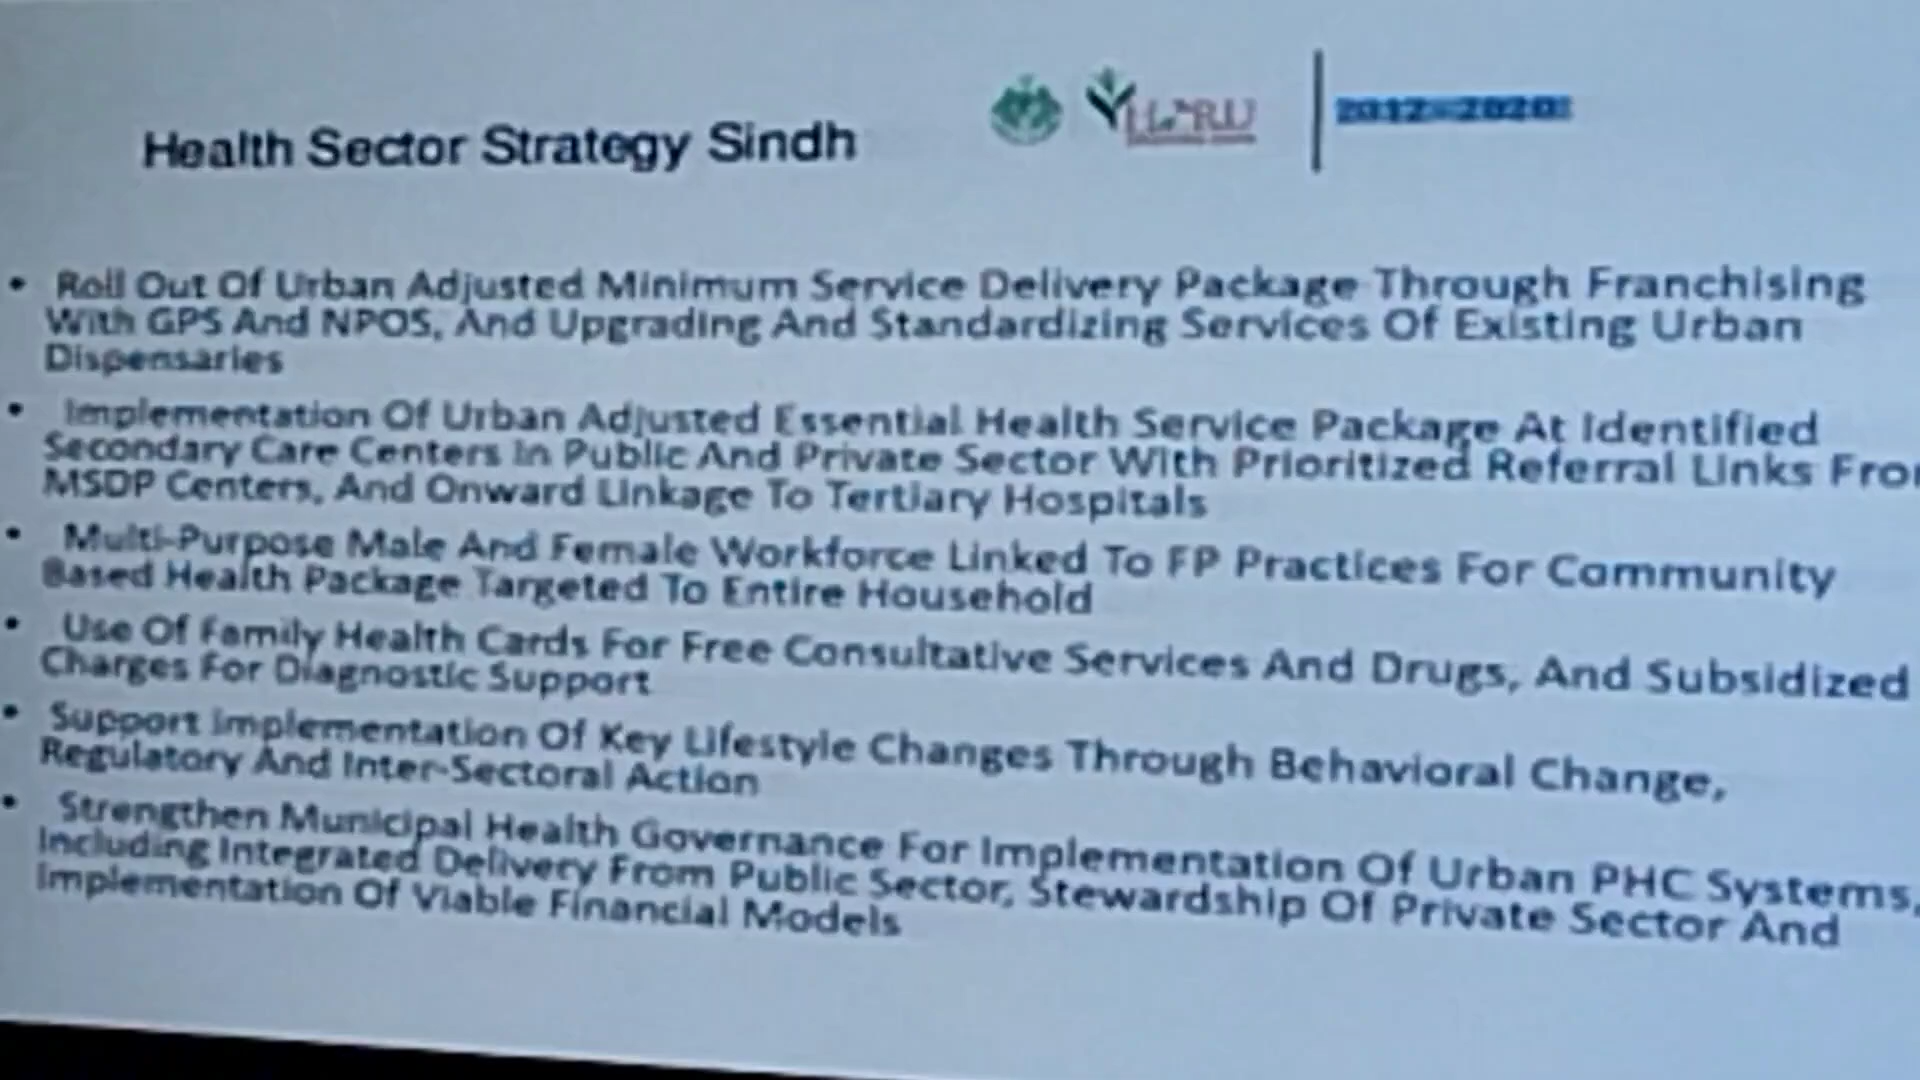 Health Sector Strategy Sindh
2012-2020
• Roll Out Of Urban Adjusted Minimum Service Delivery Package Through Franchising
With GPS And NPOS, And Upgrading And Standardizing Services Of Existing Urban
Dispensaries
• Implementation Of Urban Adjusted Essential Health Service Package At Identified
Secondary Care Centers In Public And Private Sector With Prioritized Referral Links
MSDP Centers, And Onward Linkage To Tertiary Hospitals
• Multi-Purpose Male And Female Workforce Linked To FP Practices For Community
Based Health Package Targeted To Entire Household
• Use Of Family Health Cards For Free Consultative Services And Drugs, And Subsidized
Charges For Diagnostic Support
• Support implementation Of Key Lifestyle Changes Through Behavioral Change,
Regulatory And Inter-Sectoral Action
• Strengthen Municipal Health Governance For Implementation Of Urban PHC Systems,
Including Integrated Delivery From Public Sector, Stewardship Of Private Sector And
Implementation Of Viable Financial Models